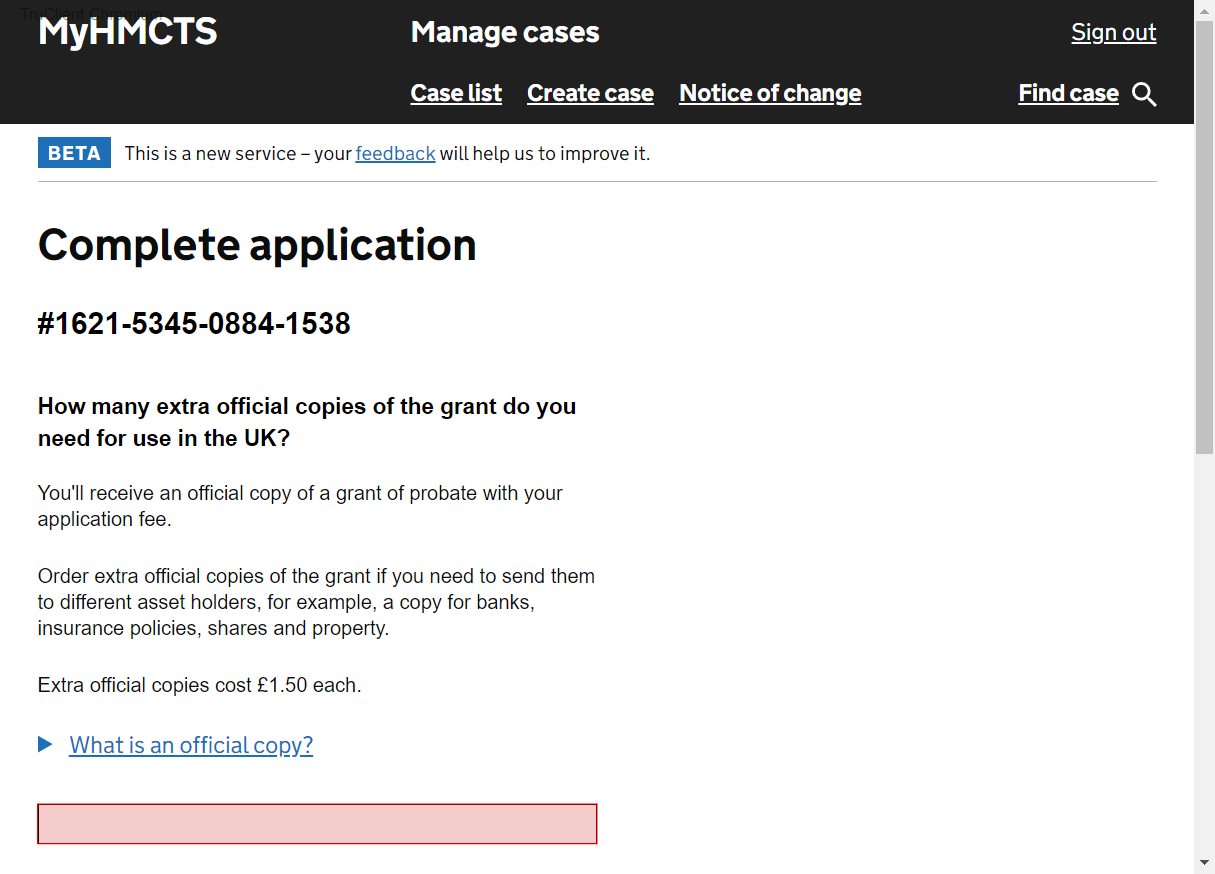 TruClient Chromium
MyHMCTS
Manage cases
Sign out
Case list
Create case
Notice of change
Find case
BETA
This is a new service – your feedback will help us to improve it.
Complete application
#1621-5345-0884-1538
How many extra official copies of the grant do you
need for use in the UK?
You'll receive an official copy of a grant of probate with your
application fee.
Order extra official copies of the grant if you need to send them
to different asset holders, for example, a copy for banks,
insurance policies, shares and property.
Extra official copies cost £1.50 each.
What is an official copy?